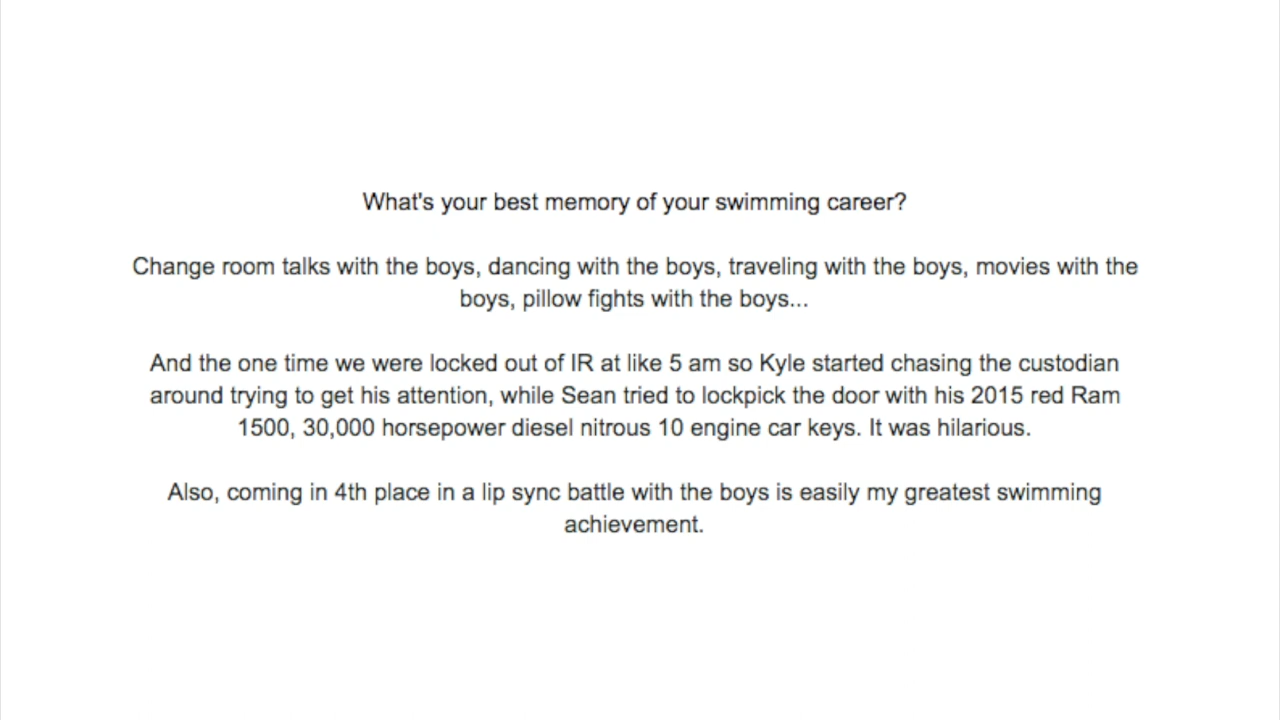 What's your best memory of your swimming career?
Change room talks with the boys, dancing with the boys, traveling with the boys, movies with the
boys, pillow fights with the boys...
And the one time we were locked out of IR at like 5 am so Kyle started chasing the custodian
around trying to get his attention, while Sean tried to lockpick the door with his 2015 red Ram
1500, 30,000 horsepower diesel nitrous 10 engine car keys. It was hilarious.
Also, coming in 4th place in a lip sync battle with the boys is easily my greatest swimming
achievement.